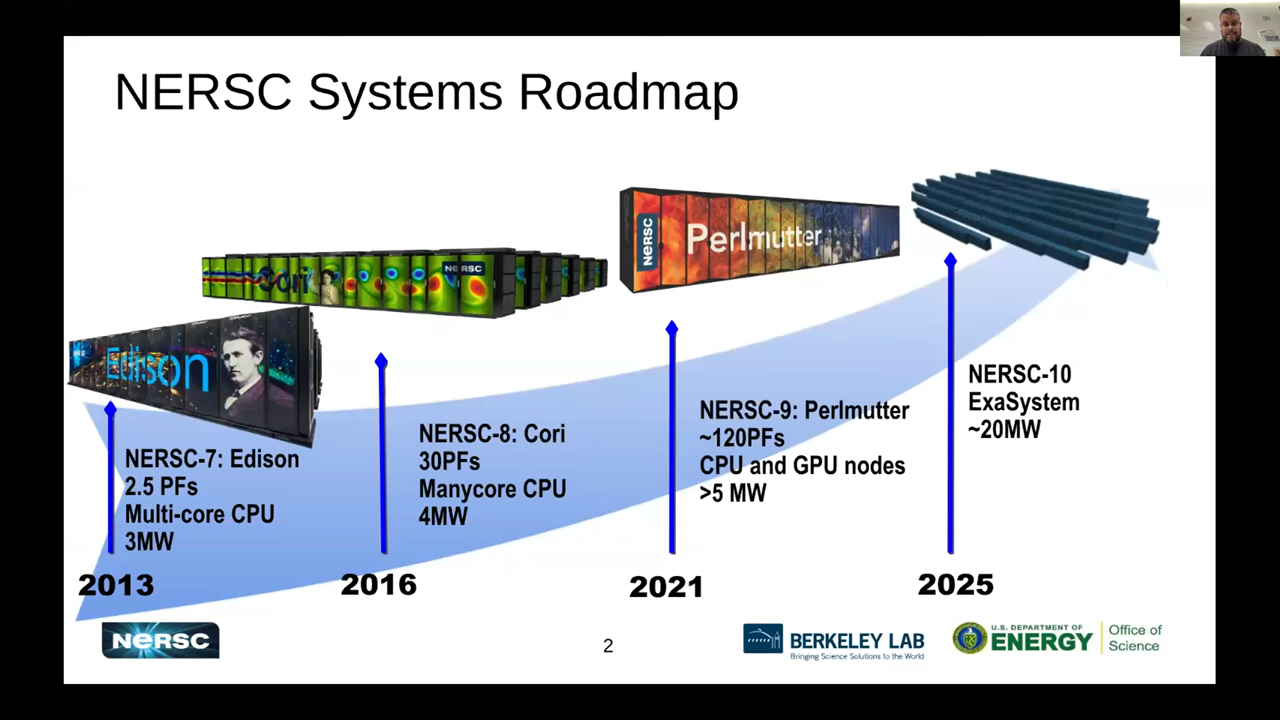 NERSC Systems Roadmap
Edison
Cori
NERSC
NERSC
Perlmutter
NERSC-7: Edison
2.5 PFs
Multi-core CPU
3MW
NERSC-8: Cori
30PFs
Manycore CPU
4MW
NERSC-9: Perlmutter
~120PFs
CPU and GPU nodes
>5 MW
NERSC-10
ExaSystem
~20MW
2013
2016
2021
2025
NERSC
2
BERKELEY LAB
Bringing Science Solutions to the World
U.S. DEPARTMENT OF
ENERGY
Office of
Science